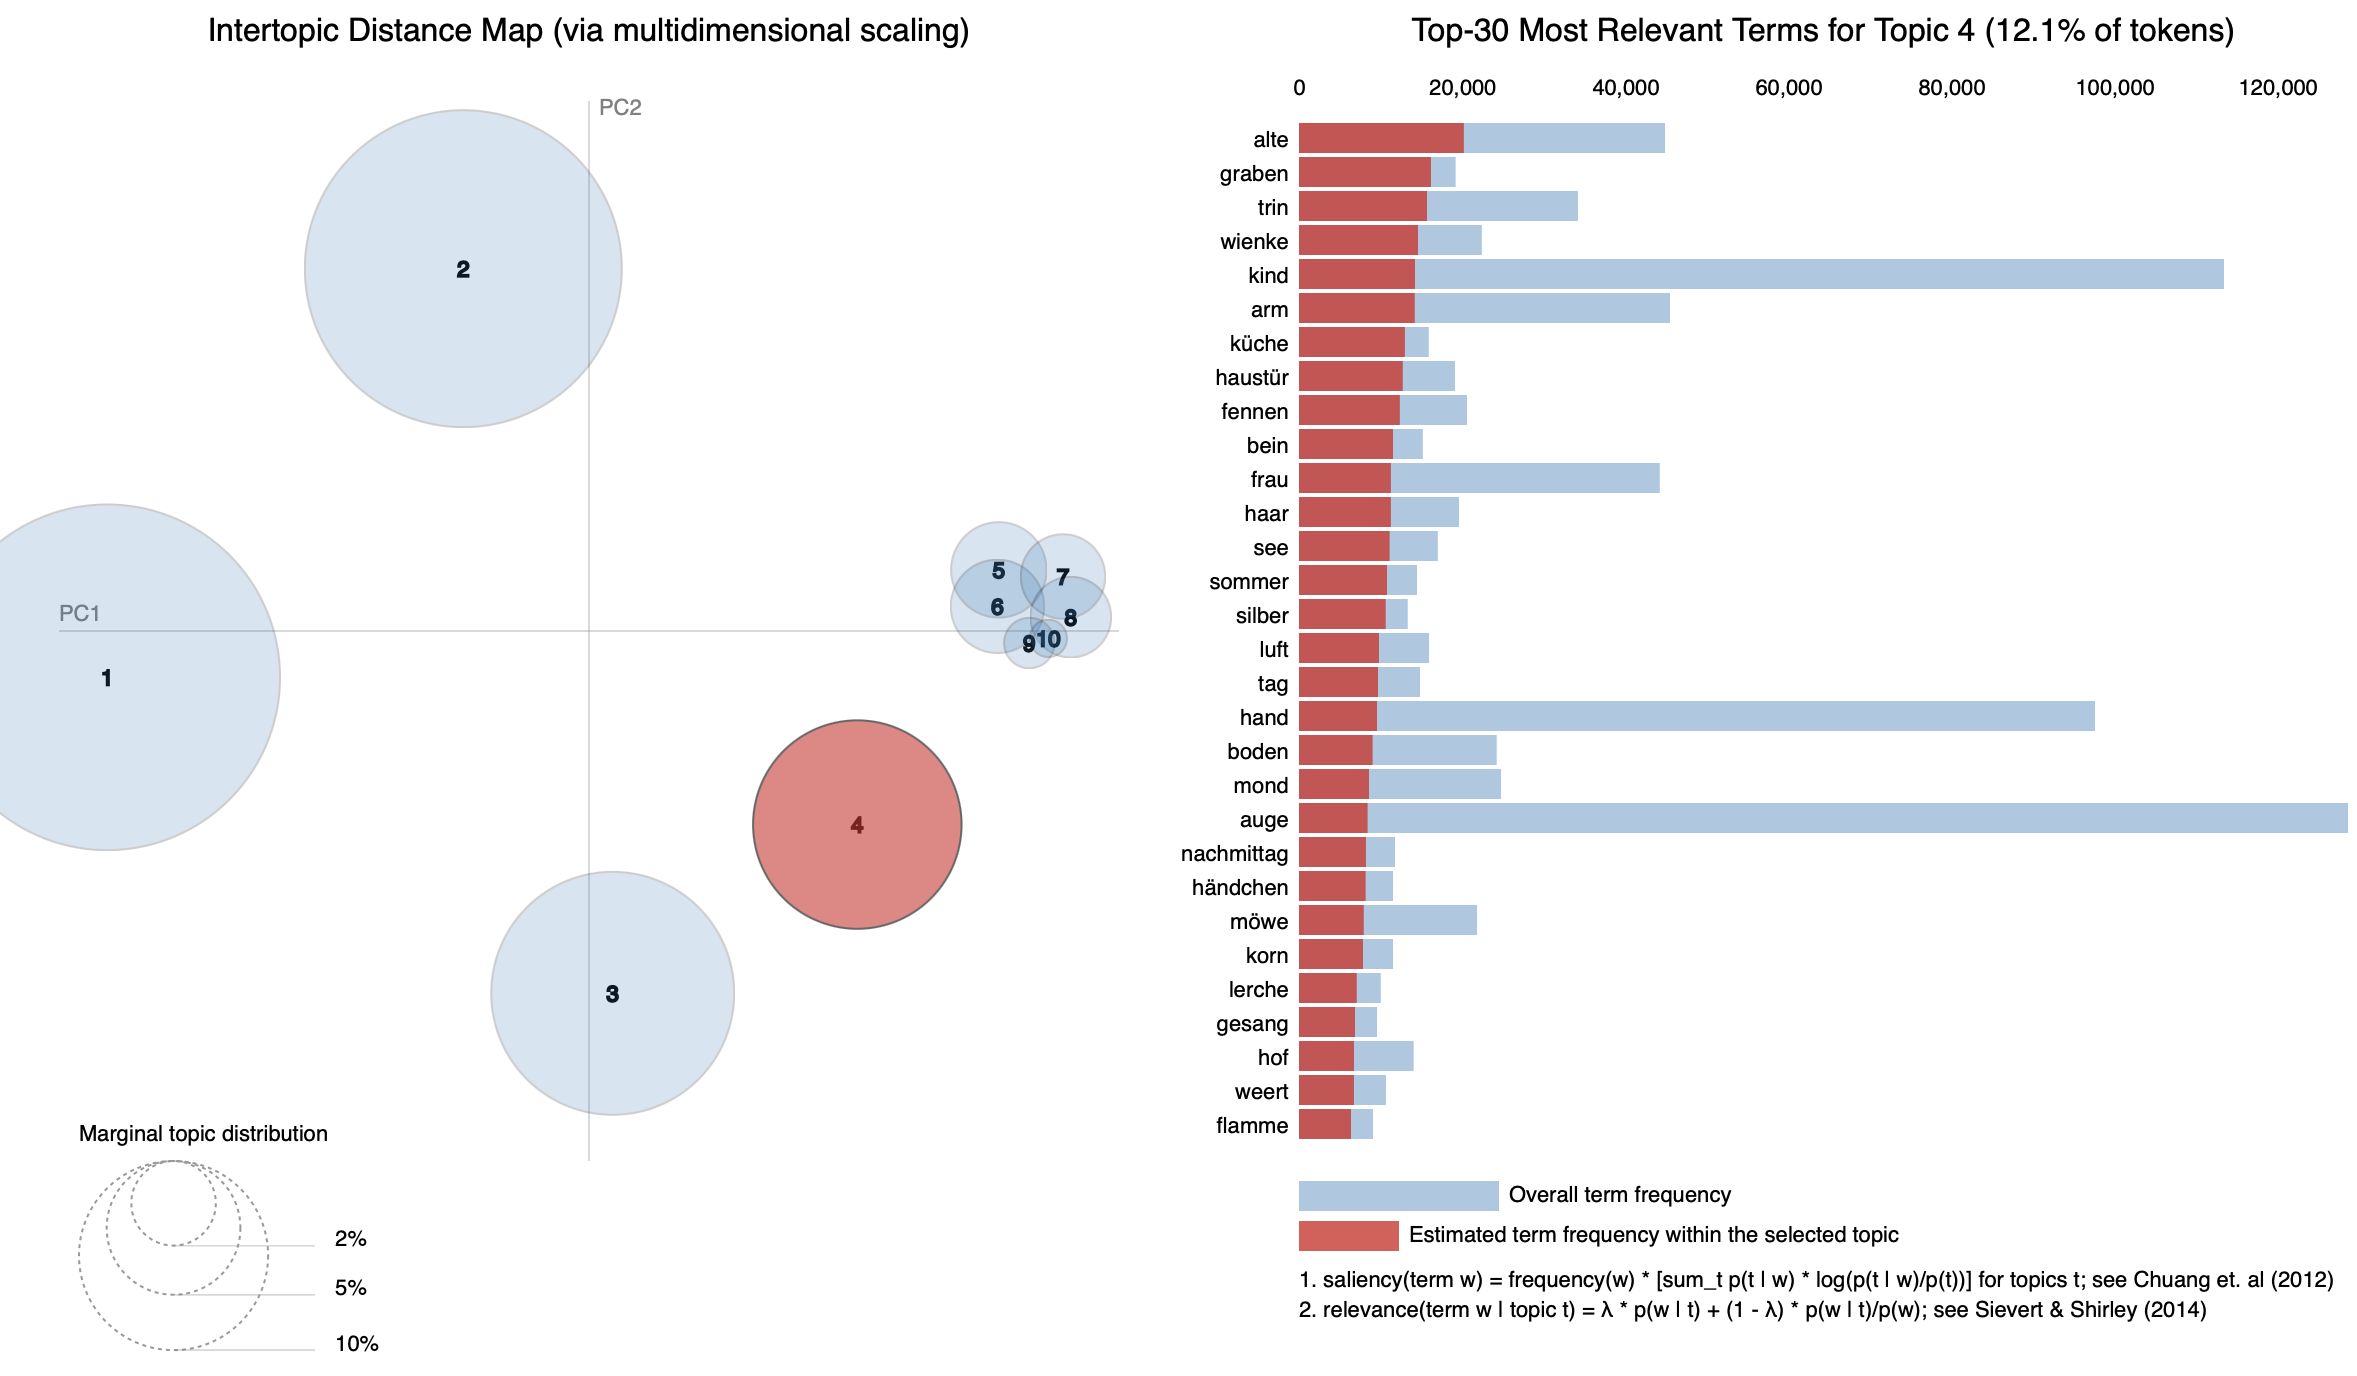 Intertopic Distance Map (via multidimensional scaling)
PC2
2
PC1
1
5
7
6
8
9
10
4
3
Marginal topic distribution
2%
5%
10%
Top-30 Most Relevant Terms for Topic 4 (12.1% of tokens)
0 20,000 40,000 60,000 80,000 100,000 120,000
alte
graben
trin
wienke
kind
arm
küche
haustür
fennen
bein
frau
haar
see
sommer
silber
luft
tag
hand
boden
mond
auge
nachmittag
händchen
möwe
korn
lerche
gesang
hof
weert
flamme
Overall term frequency
Estimated term frequency within the selected topic
1. saliency(term w) = frequency(w) * [sum_t p(t | w) * log(p(t | w)/p(t))] for topics t; see Chuang et. al (2012)
2. relevance(term w | topic t) = λ * p(w | t) + (1 - λ) * p(w | t)/p(w); see Sievert & Shirley (2014)